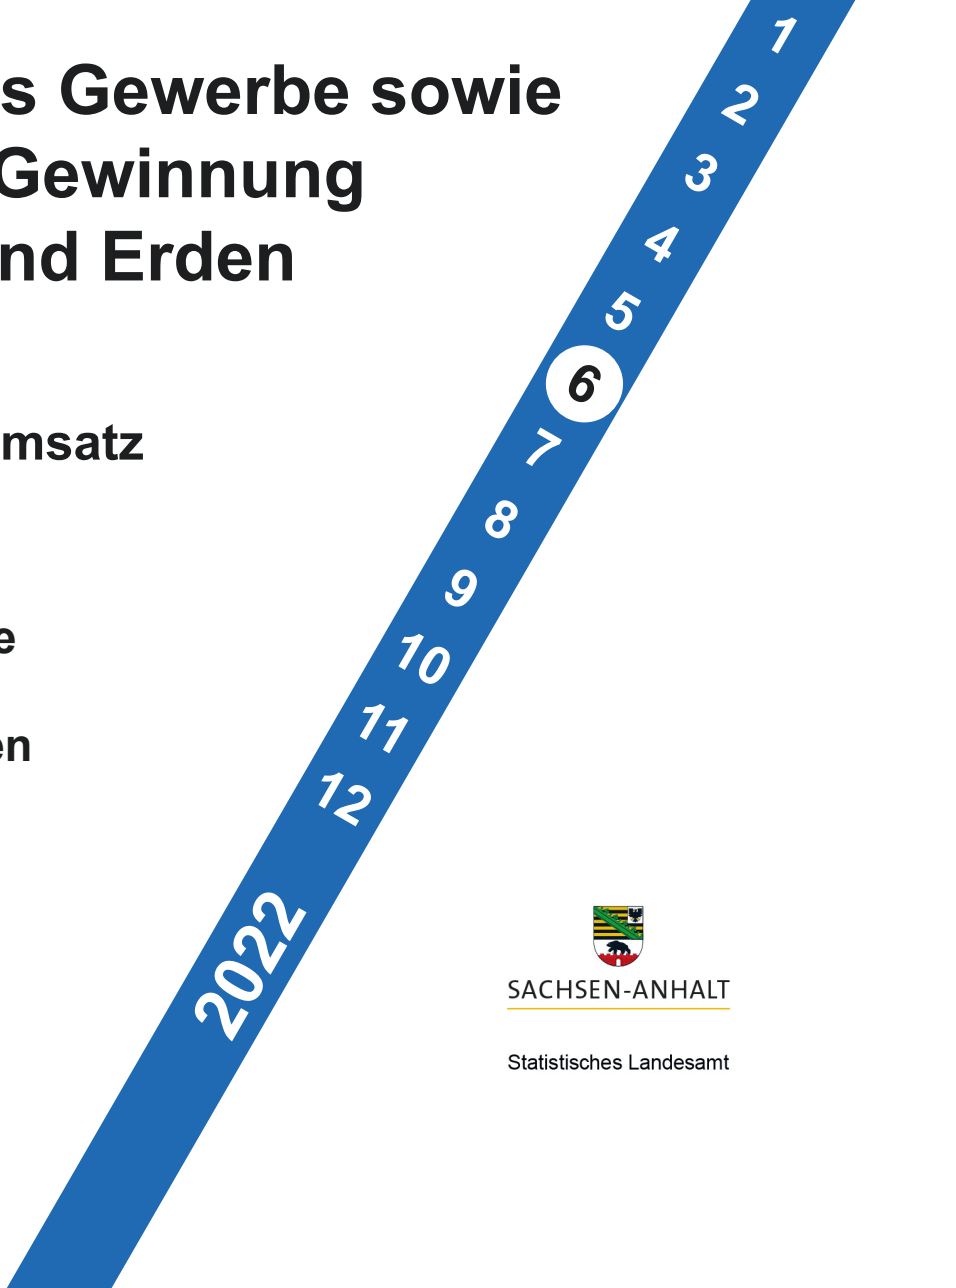 s Gewerbe sowie
Gewinnung
nd Erden
msatz
e
en
1
2
3
4
5
6
7
8
9
10
11
12
2022
SACHSEN-ANHALT
Statistisches Landesamt